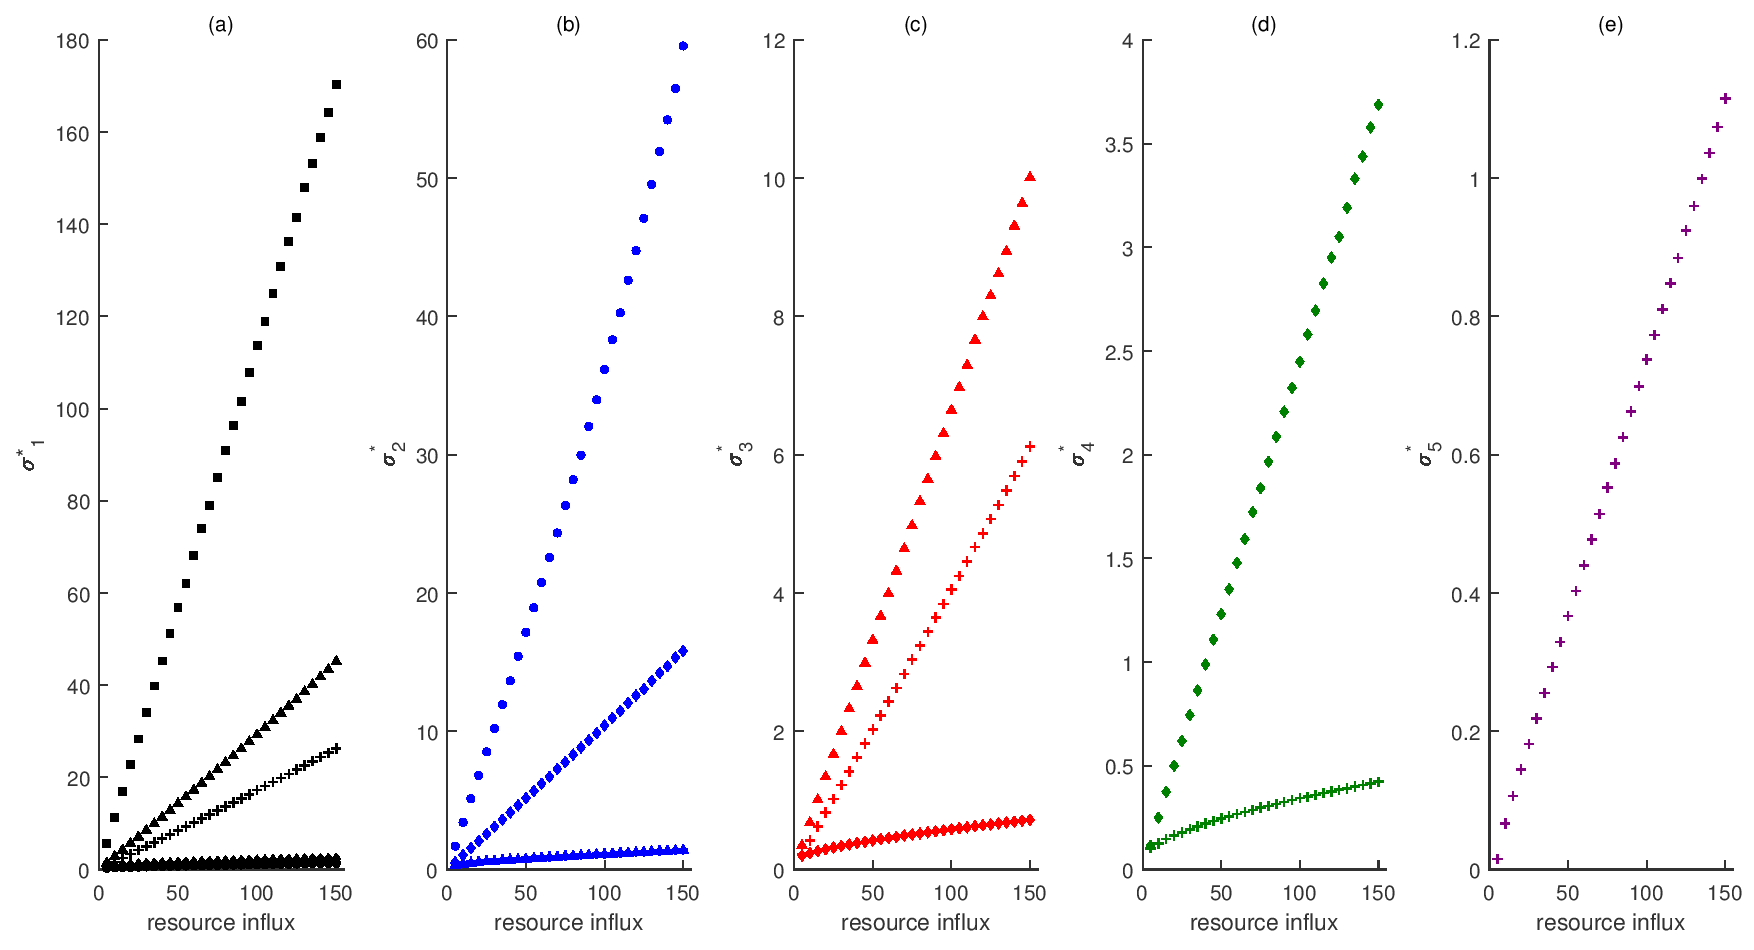 (a)
180
160
140
120
100
80
60
40
20
0
σ*1
0 50 100 150
resource influx
(b)
60
50
40
30
20
10
0
σ*2
0 50 100 150
resource influx
(c)
12
10
8
6
4
2
0
σ*3
0 50 100 150
resource influx
(d)
4
3.5
3
2.5
2
1.5
1
0.5
0
σ*4
0 50 100 150
resource influx
(e)
1.2
1
0.8
0.6
0.4
0.2
0
σ*5
0 50 100 150
resource influx